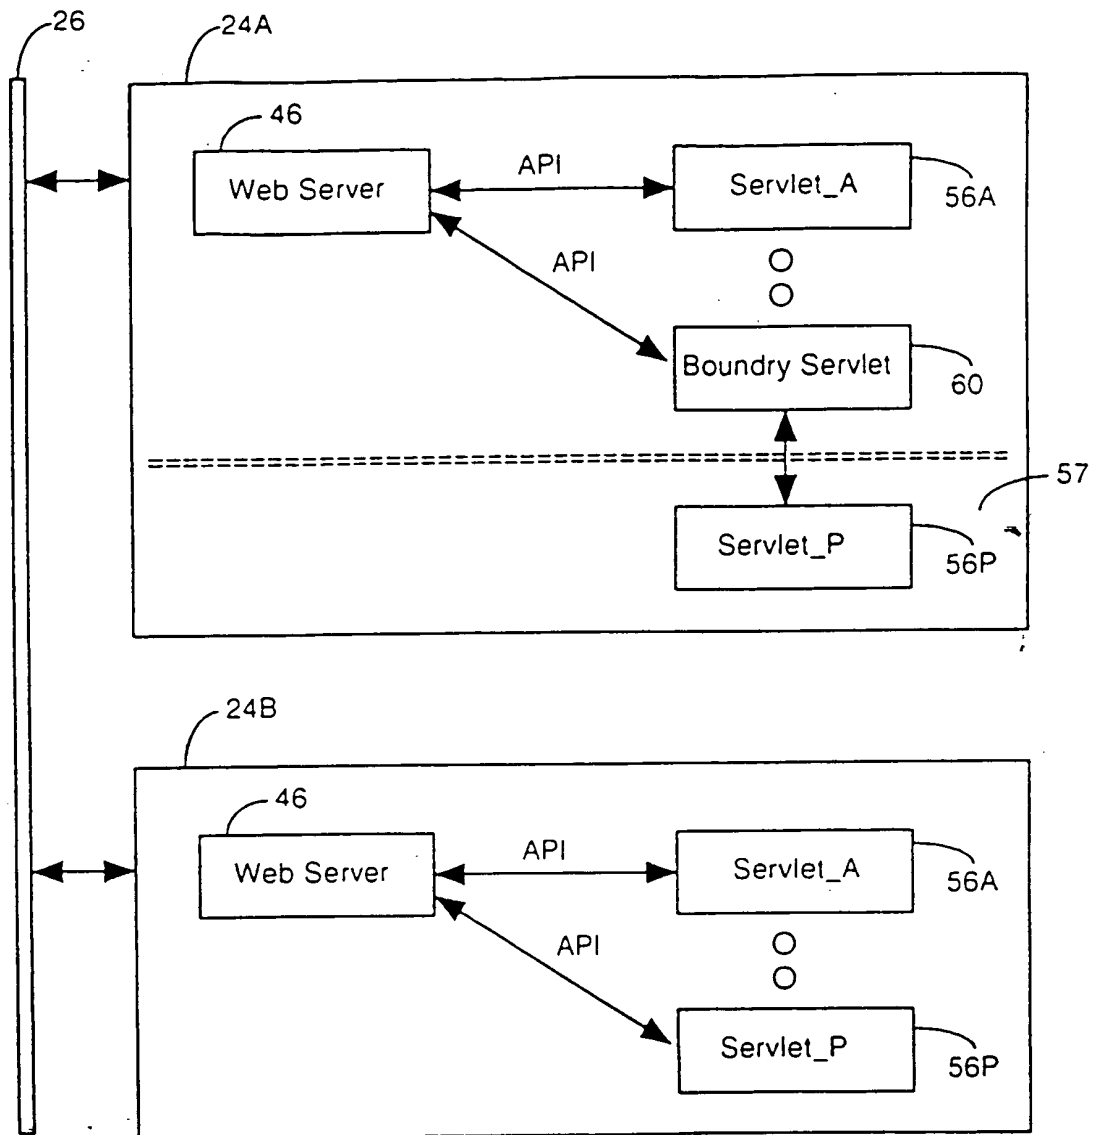 26
24A
46
Web Server
API
Servlet_A
56A
API
Boundry Servlet
60
57
Servlet_P
56P
24B
46
Web Server
API
Servlet_A
56A
API
Servlet_P
56P